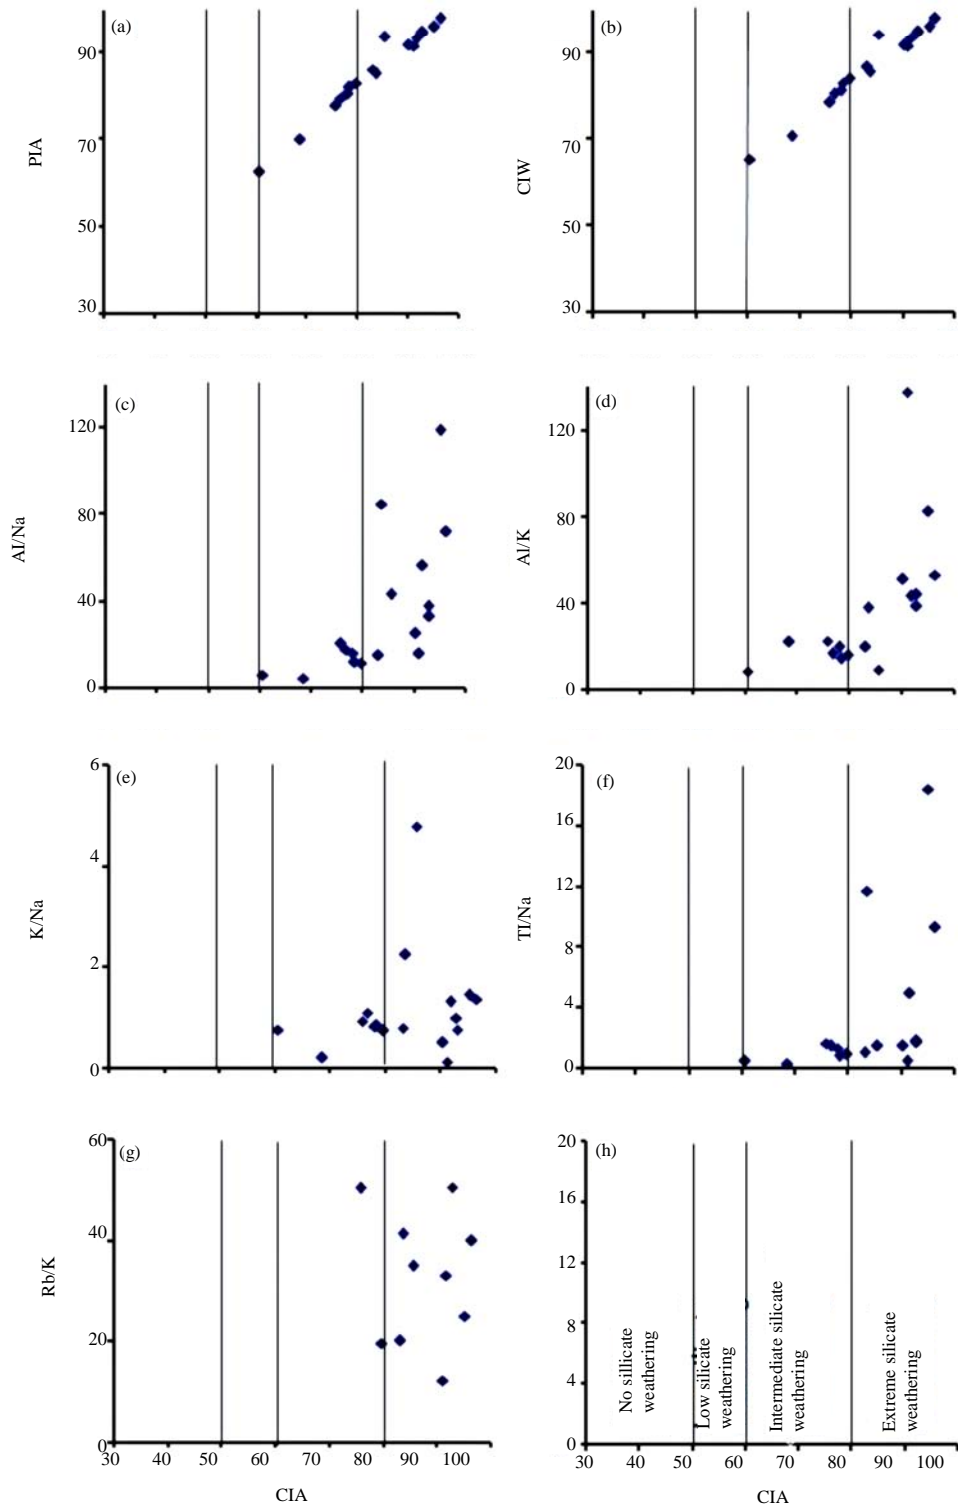 (a)
90
70
50
30
PIA
(b)
90
70
50
30
CIW
(c)
120
80
40
0
Al/Na
(d)
120
80
40
0
Al/K
(e)
6
4
2
0
K/Na
(f)
20
16
12
8
4
0
TI/Na
(g)
60
40
20
0
Rb/K
30 40 50 60 70 80 90 100
CIA
(h)
20
16
12
8
4
0
No sillicate
weathering
Low silicate
weathering
Intermediate silicate
weathering
Extreme silicate
weathering
30 40 50 60 70 80 90 100
CIA